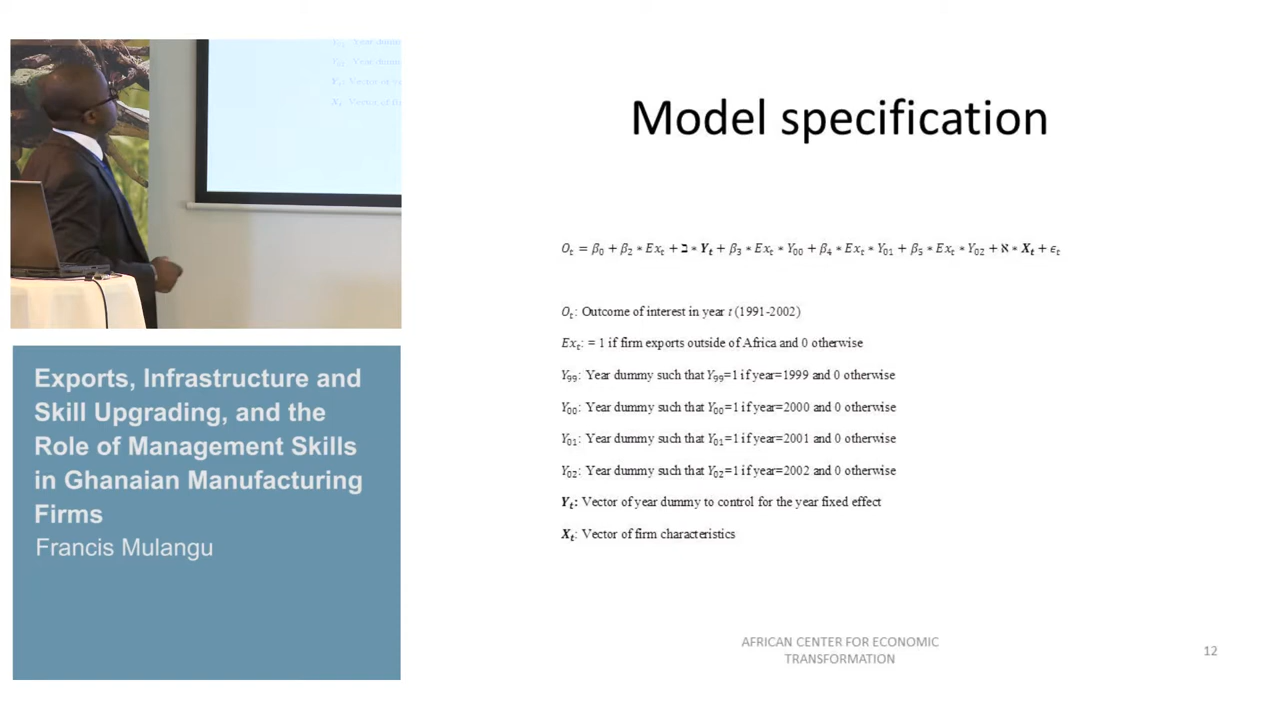 Model specification
Oₜ = β₀ + β₂ ∗ Exₜ + ℶ ∗ Yₜ + β₃ ∗ Exₜ ∗ Y₀₀ + β₄ ∗ Exₜ ∗ Y₀₁ + β₅ ∗ Exₜ ∗ Y₀₂ + ℵ ∗ Xₜ + ϵₜ
Oₜ: Outcome of interest in year t (1991-2002)
Exₜ: = 1 if firm exports outside of Africa and 0 otherwise
Y₉₉: Year dummy such that Y₉₉=1 if year=1999 and 0 otherwise
Y₀₀: Year dummy such that Y₀₀=1 if year=2000 and 0 otherwise
Y₀₁: Year dummy such that Y₀₁=1 if year=2001 and 0 otherwise
Y₀₂: Year dummy such that Y₀₂=1 if year=2002 and 0 otherwise
Yₜ: Vector of year dummy to control for the year fixed effect
Xₜ: Vector of firm characteristics
AFRICAN CENTER FOR ECONOMIC
TRANSFORMATION
12
Exports, Infrastructure and
Skill Upgrading, and the
Role of Management Skills
in Ghanaian Manufacturing
Firms
Francis Mulangu